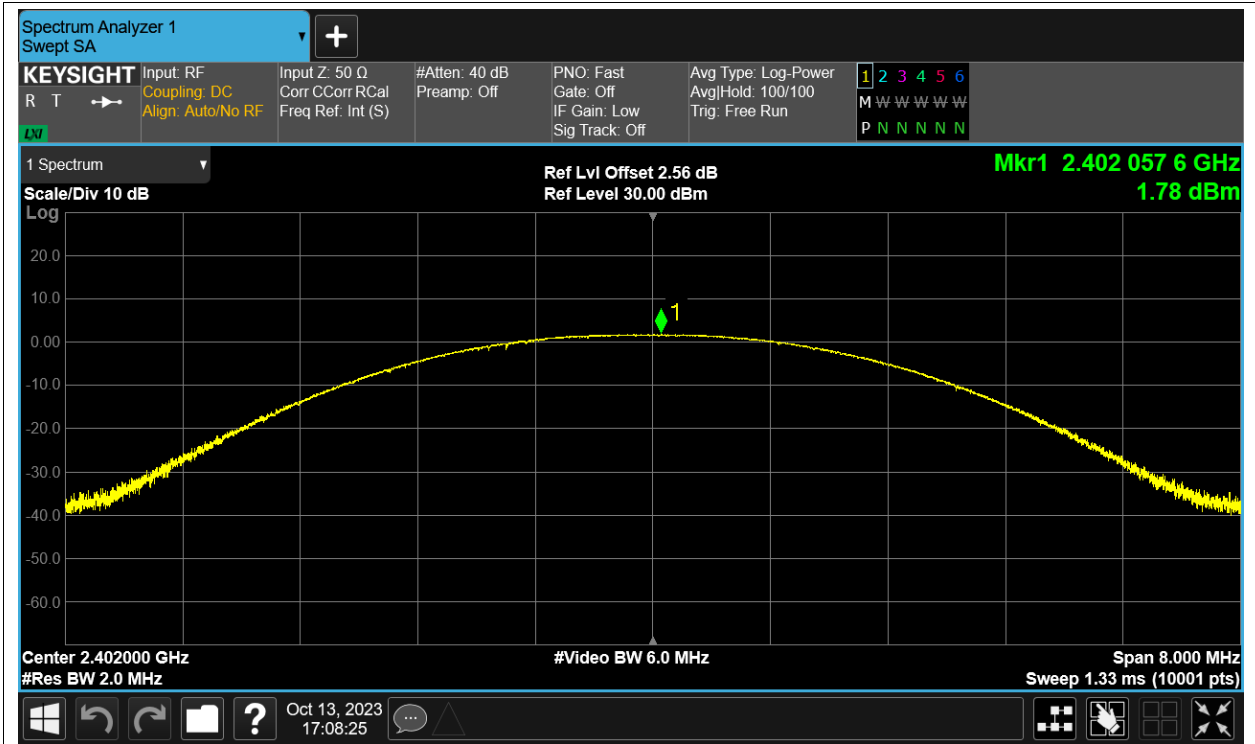 Spectrum Analyzer 1
Swept SA
KEYSIGHT
R T
LXI
Input: RF
Coupling: DC
Align: Auto/No RF
Input Z: 50 Ω
Corr CCorr RCal
Freq Ref: Int (S)
#Atten: 40 dB
Preamp: Off
PNO: Fast
Gate: Off
IF Gain: Low
Sig Track: Off
Avg Type: Log-Power
Avg|Hold: 100/100
Trig: Free Run
1 2 3 4 5 6
M W W W W W
P N N N N N
1 Spectrum
Scale/Div 10 dB
Log
Ref Lvl Offset 2.56 dB
Ref Level 30.00 dBm
Mkr1 2.402 057 6 GHz
1.78 dBm
20.0
10.0
1
0.00
-10.0
-20.0
-30.0
-40.0
-50.0
-60.0
Center 2.402000 GHz
#Video BW 6.0 MHz
Span 8.000 MHz
#Res BW 2.0 MHz
Sweep 1.33 ms (10001 pts)
?
Oct 13, 2023
17:08:25